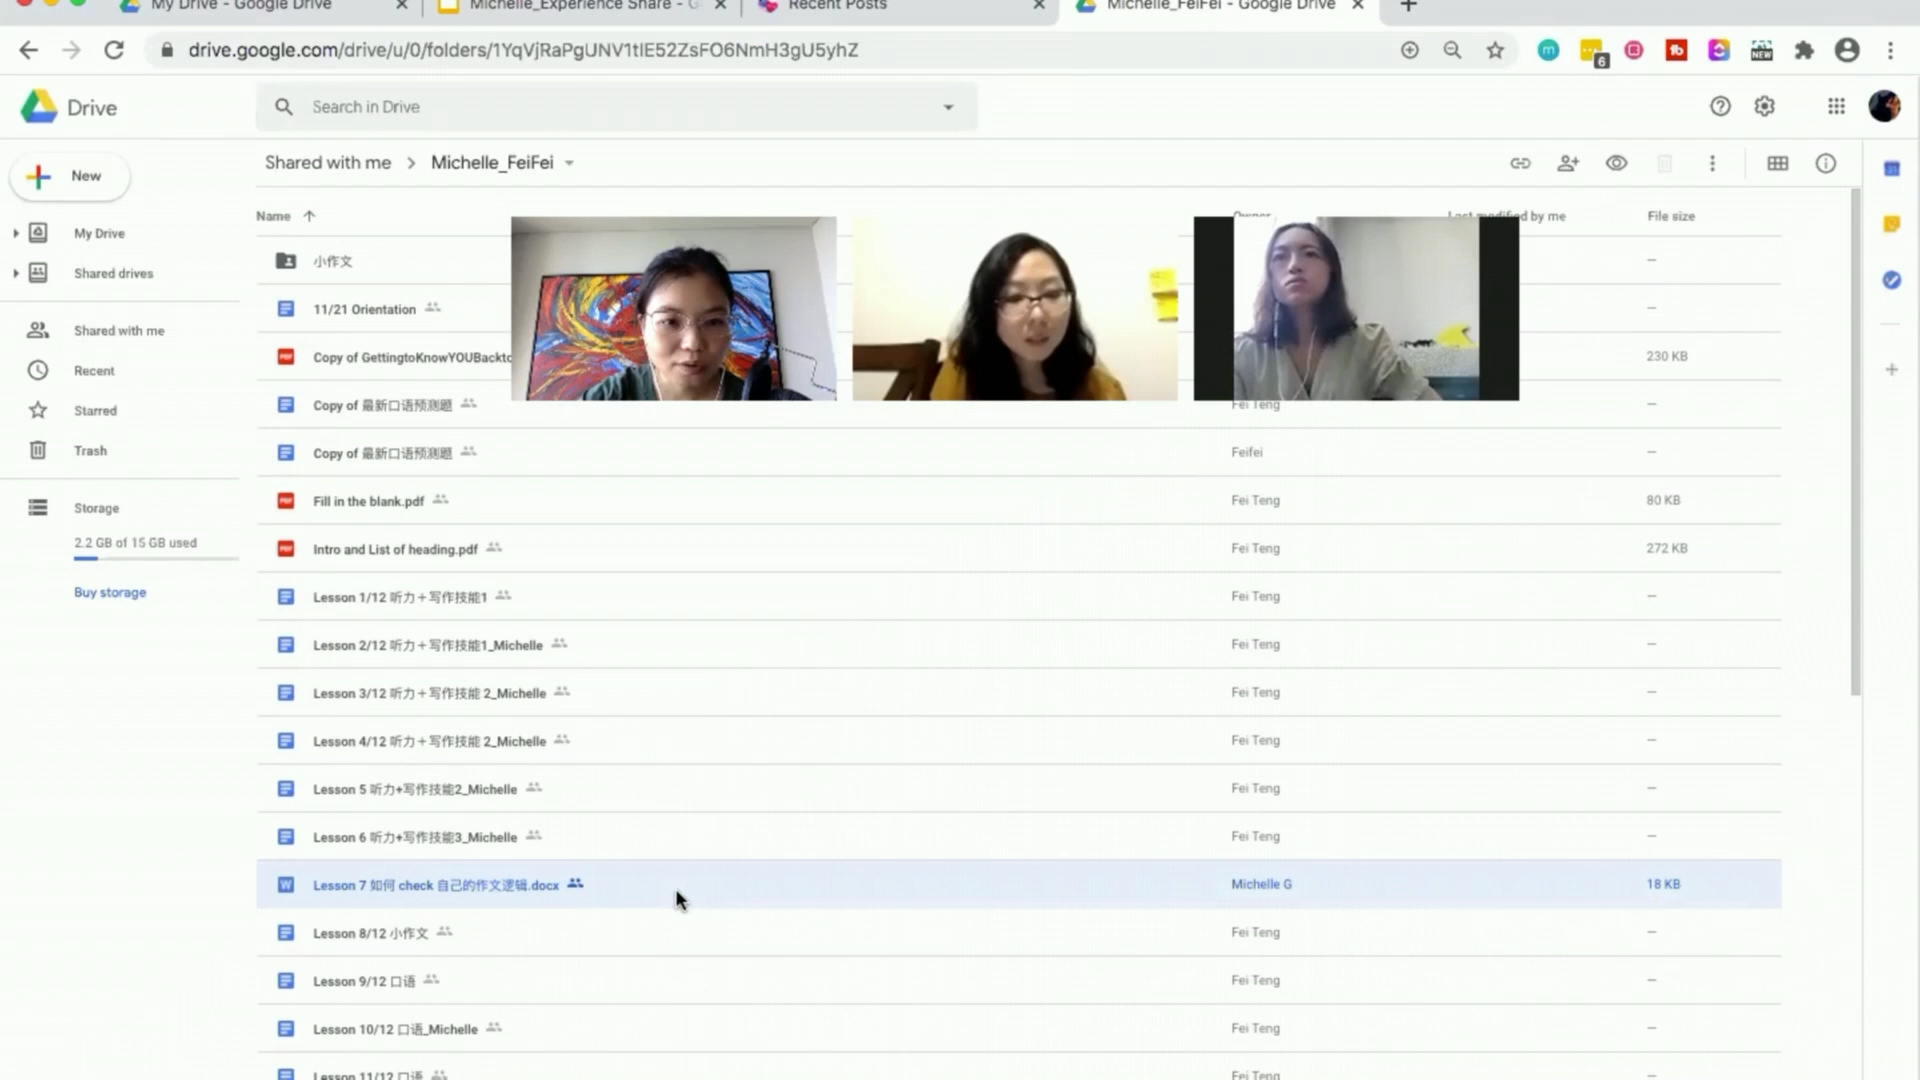 My Drive - Google Drive
Michelle_Experience Share - G
Recent Posts
Michelle_FeiFei - Google Drive
drive.google.com/drive/u/0/folders/1YqVjRaPgUNV1tlE52ZsFO6NmH3gU5yhZ
6
NEW
Drive
Search in Drive
New
Shared with me > Michelle_FeiFei
My Drive
Shared drives
Shared with me
Recent
Starred
Trash
Storage
2.2 GB of 15 GB used
Buy storage
Name Owner Last modified by me File size
小作文 –
11/21 Orientation –
Copy of GettingtoKnowYOUBackto 230 KB
Copy of 最新口语预测题 Fei Teng –
Copy of 最新口语预测题 Feifei –
Fill in the blank.pdf Fei Teng 80 KB
Intro and List of heading.pdf Fei Teng 272 KB
Lesson 1/12 听力+写作技能1 Fei Teng –
Lesson 2/12 听力+写作技能1_Michelle Fei Teng –
Lesson 3/12 听力+写作技能 2_Michelle Fei Teng –
Lesson 4/12 听力+写作技能 2_Michelle Fei Teng –
Lesson 5 听力+写作技能2_Michelle Fei Teng –
Lesson 6 听力+写作技能3_Michelle Fei Teng –
Lesson 7 如何 check 自己的作文逻辑.docx Michelle G 18 KB
Lesson 8/12 小作文 Fei Teng –
Lesson 9/12 口语 Fei Teng –
Lesson 10/12 口语_Michelle Fei Teng –
Lesson 11/12 口语 Fei Teng –